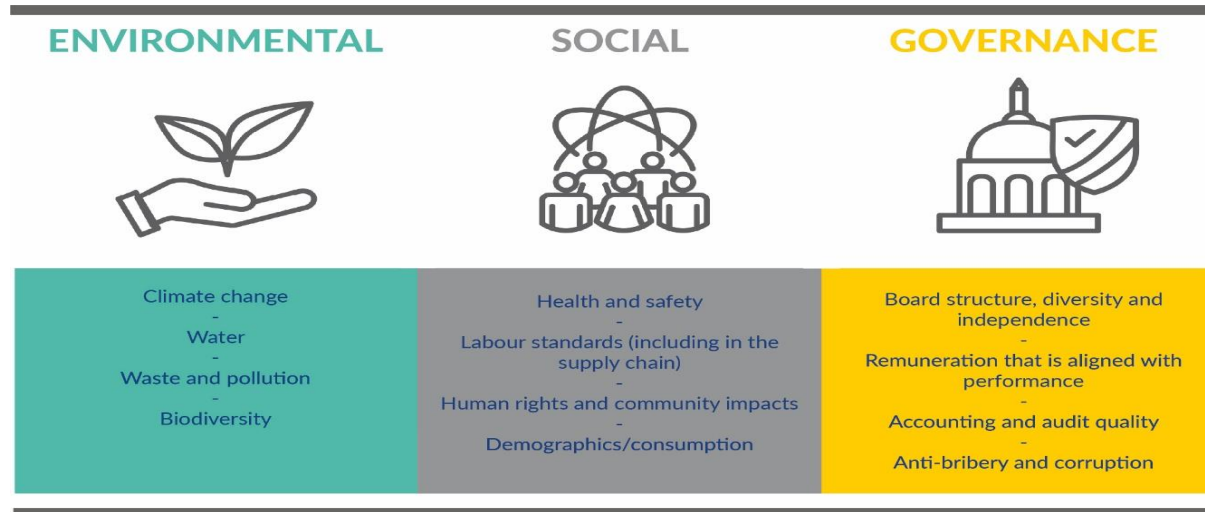 ENVIRONMENTAL
Climate change
-
Water
-
Waste and pollution
-
Biodiversity
SOCIAL
Health and safety
-
Labour standards (including in the
supply chain)
-
Human rights and community impacts
-
Demographics/consumption
GOVERNANCE
Board structure, diversity and
independence
-
Remuneration that is aligned with
performance
-
Accounting and audit quality
-
Anti-bribery and corruption